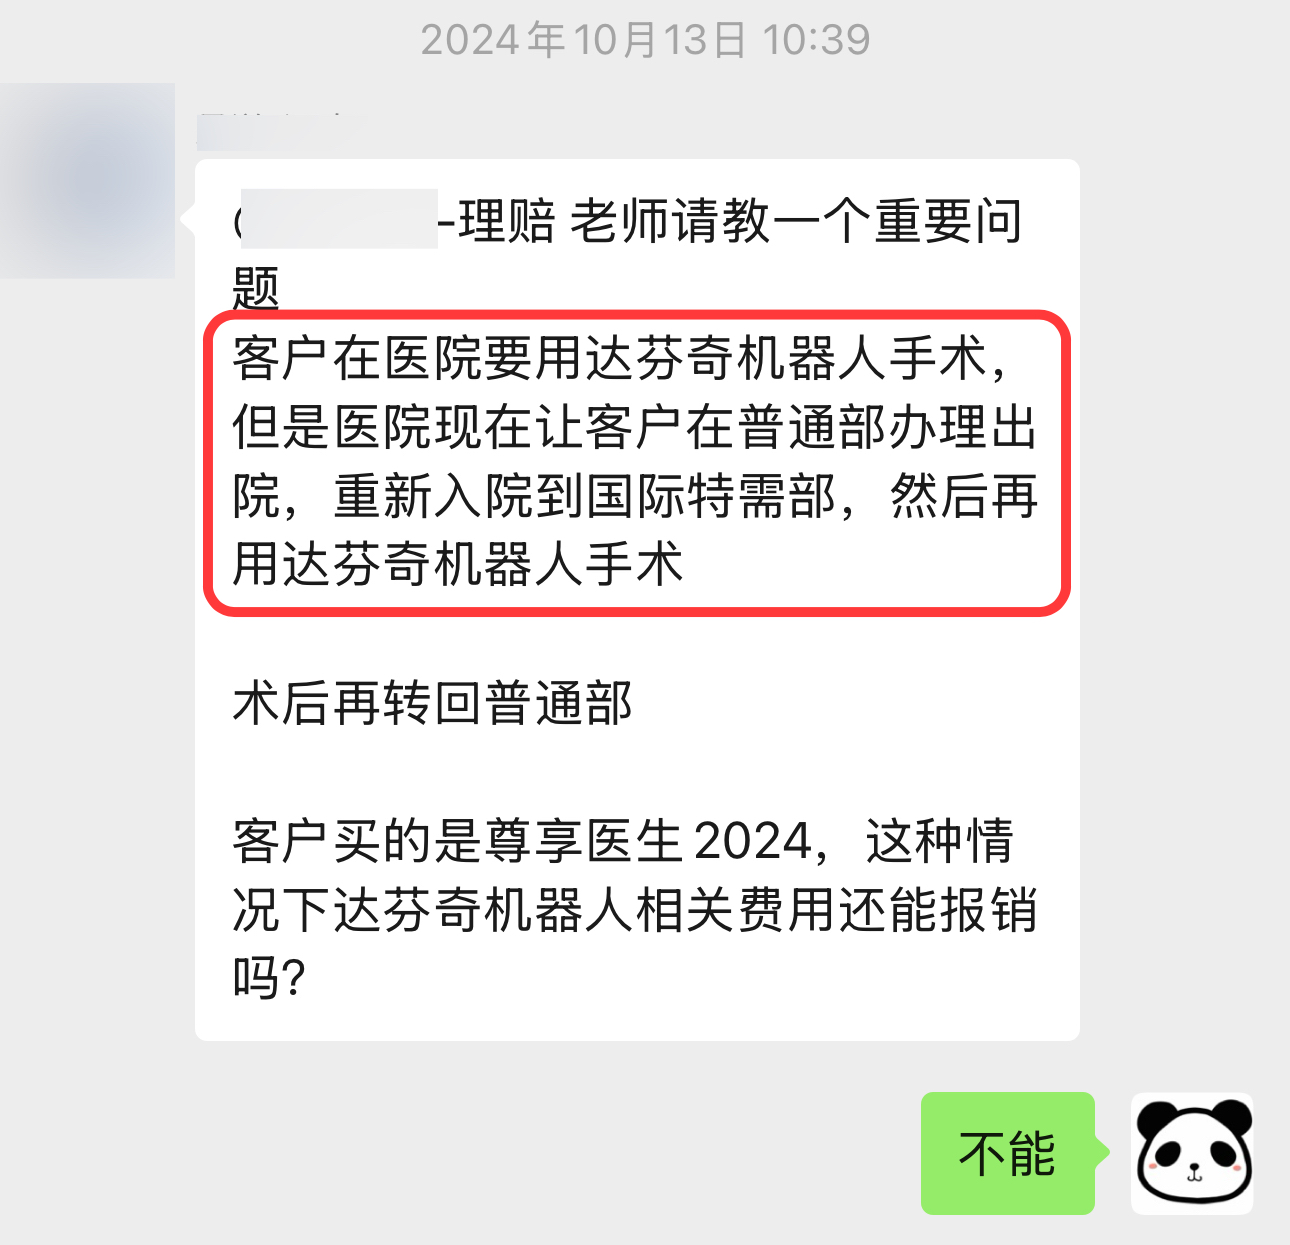 2024年10月13日 10:39
-理赔 老师请教一个重要问
题
客户在医院要用达芬奇机器人手术，
但是医院现在让客户在普通部办理出
院，重新入院到国际特需部，然后再
用达芬奇机器人手术
术后再转回普通部
客户买的是尊享医生2024，这种情
况下达芬奇机器人相关费用还能报销
吗？
不能